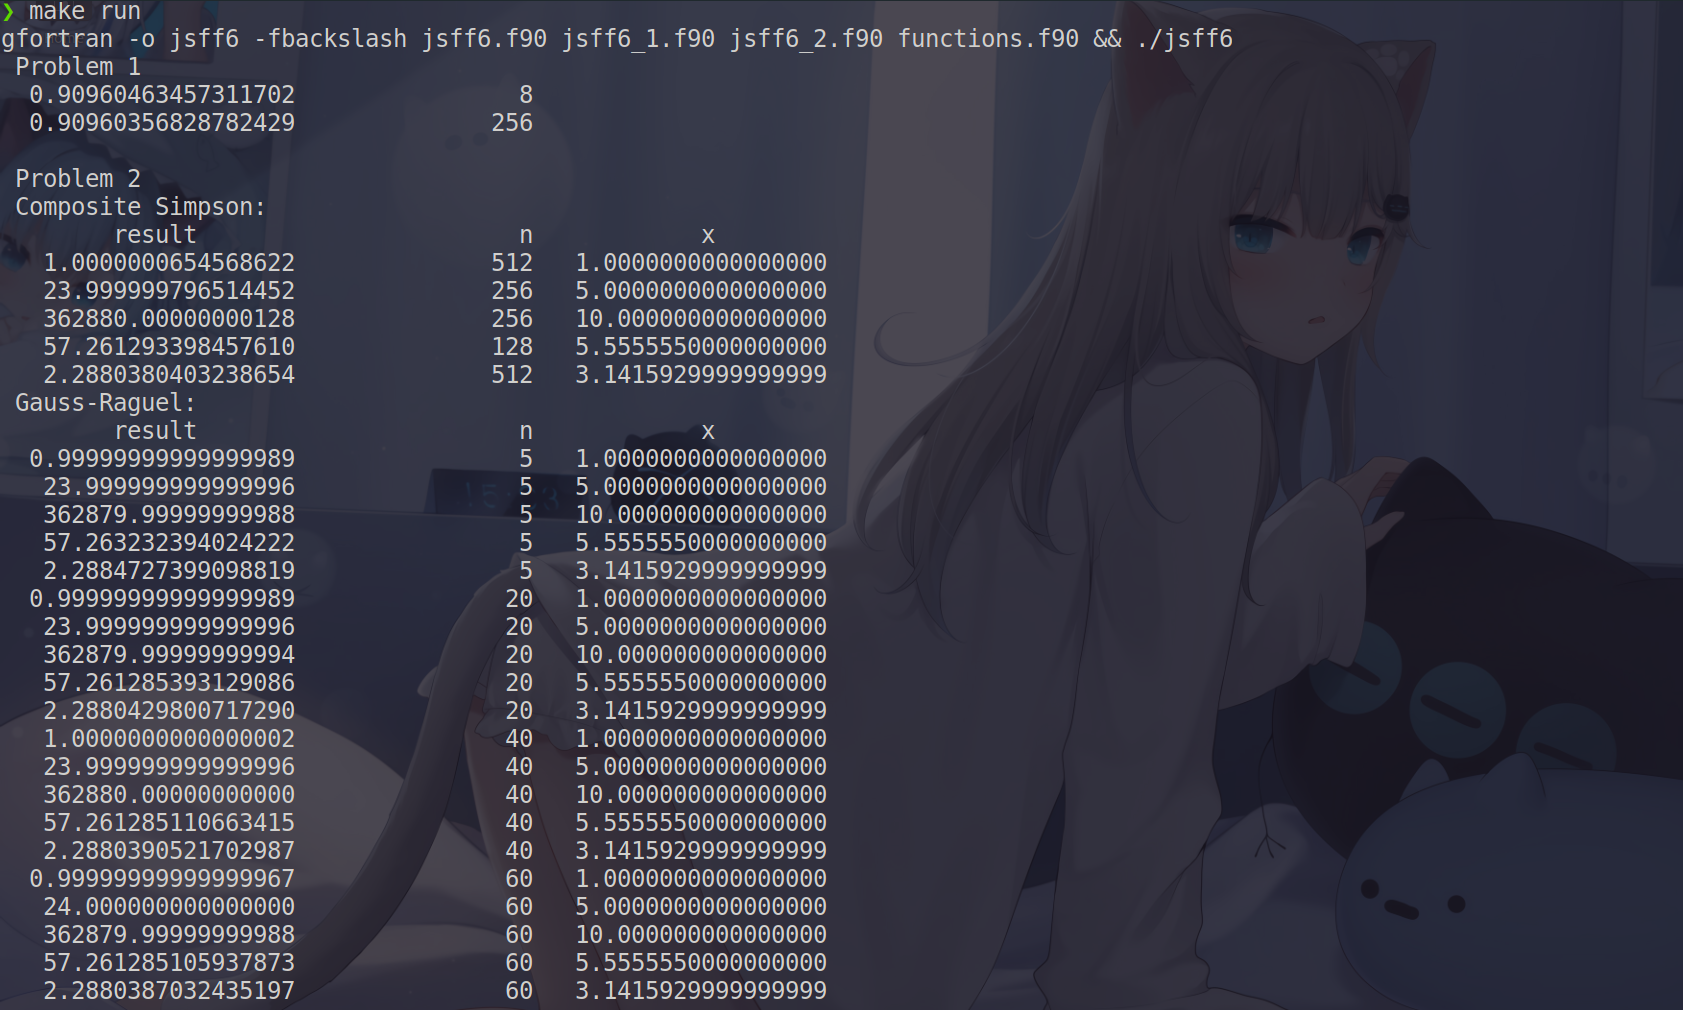 ❯ make run
gfortran -o jsff6 -fbackslash jsff6.f90 jsff6_1.f90 jsff6_2.f90 functions.f90 && ./jsff6
Problem 1
0.90960463457311702 8
0.90960356828782429 256
Problem 2
Composite Simpson:
result n x
1.0000000654568622 512 1.0000000000000000
23.999999796514452 256 5.0000000000000000
362880.00000000128 256 10.000000000000000
57.261293398457610 128 5.5555550000000000
2.2880380403238654 512 3.1415929999999999
Gauss-Raguel:
result n x
0.99999999999999989 5 1.0000000000000000
23.999999999999996 5 5.0000000000000000
362879.99999999988 5 10.000000000000000
57.263232394024222 5 5.5555550000000000
2.2884727399098819 5 3.1415929999999999
0.99999999999999989 20 1.0000000000000000
23.999999999999996 20 5.0000000000000000
362879.99999999994 20 10.000000000000000
57.261285393129086 20 5.5555550000000000
2.2880429800717290 20 3.1415929999999999
1.0000000000000002 40 1.0000000000000000
23.999999999999996 40 5.0000000000000000
362880.00000000000 40 10.000000000000000
57.261285110663415 40 5.5555550000000000
2.2880390521702987 40 3.1415929999999999
0.99999999999999967 60 1.0000000000000000
24.000000000000000 60 5.0000000000000000
362879.99999999988 60 10.000000000000000
57.261285105937873 60 5.5555550000000000
2.2880387032435197 60 3.1415929999999999